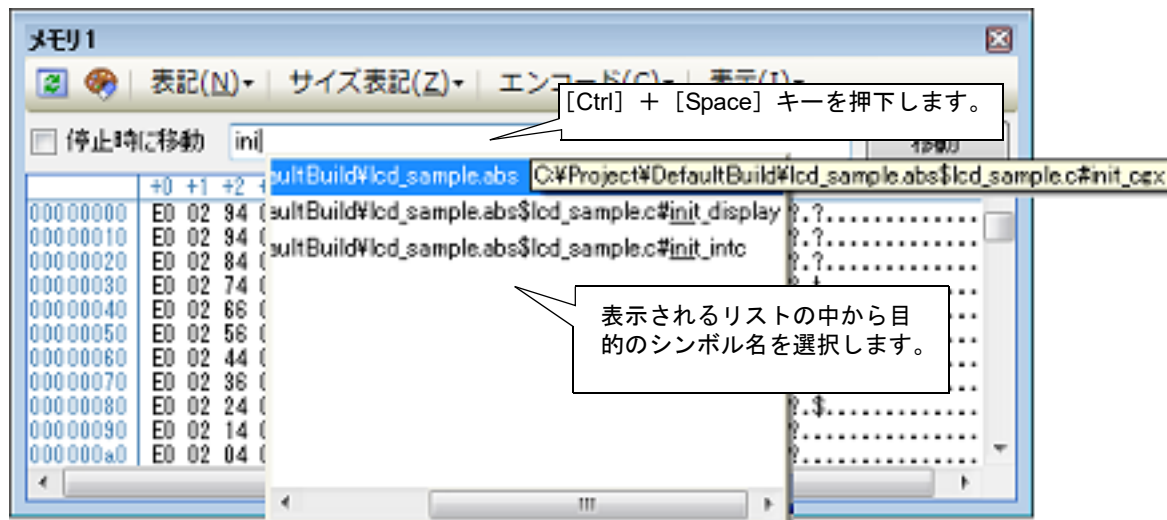 メモリ1
表記(N) サイズ表記(Z) エンコード(C) 表示(I)
[Ctrl] + [Space] キーを押下します。
停止時に移動 ini 移動
aultBuild¥lcd_sample.abs C:¥Project¥DefaultBuild¥lcd_sample.abs$lcd_sample.c#init_cgx
+0 +1 +2 +
00000000 E0 02 94 aultBuild¥lcd_sample.abs$lcd_sample.c#init_display ?.?.............
00000010 E0 02 94 ?.?.............
00000020 E0 02 84 aultBuild¥lcd_sample.abs$lcd_sample.c#init_intc ?.?.............
00000030 E0 02 74
00000040 E0 02 66
00000050 E0 02 56
00000060 E0 02 44
00000070 E0 02 36
00000080 E0 02 24 ?.$.............
00000090 E0 02 14 ?...............
000000a0 E0 02 04 ?...............
表示されるリストの中から目
的のシンボル名を選択します。